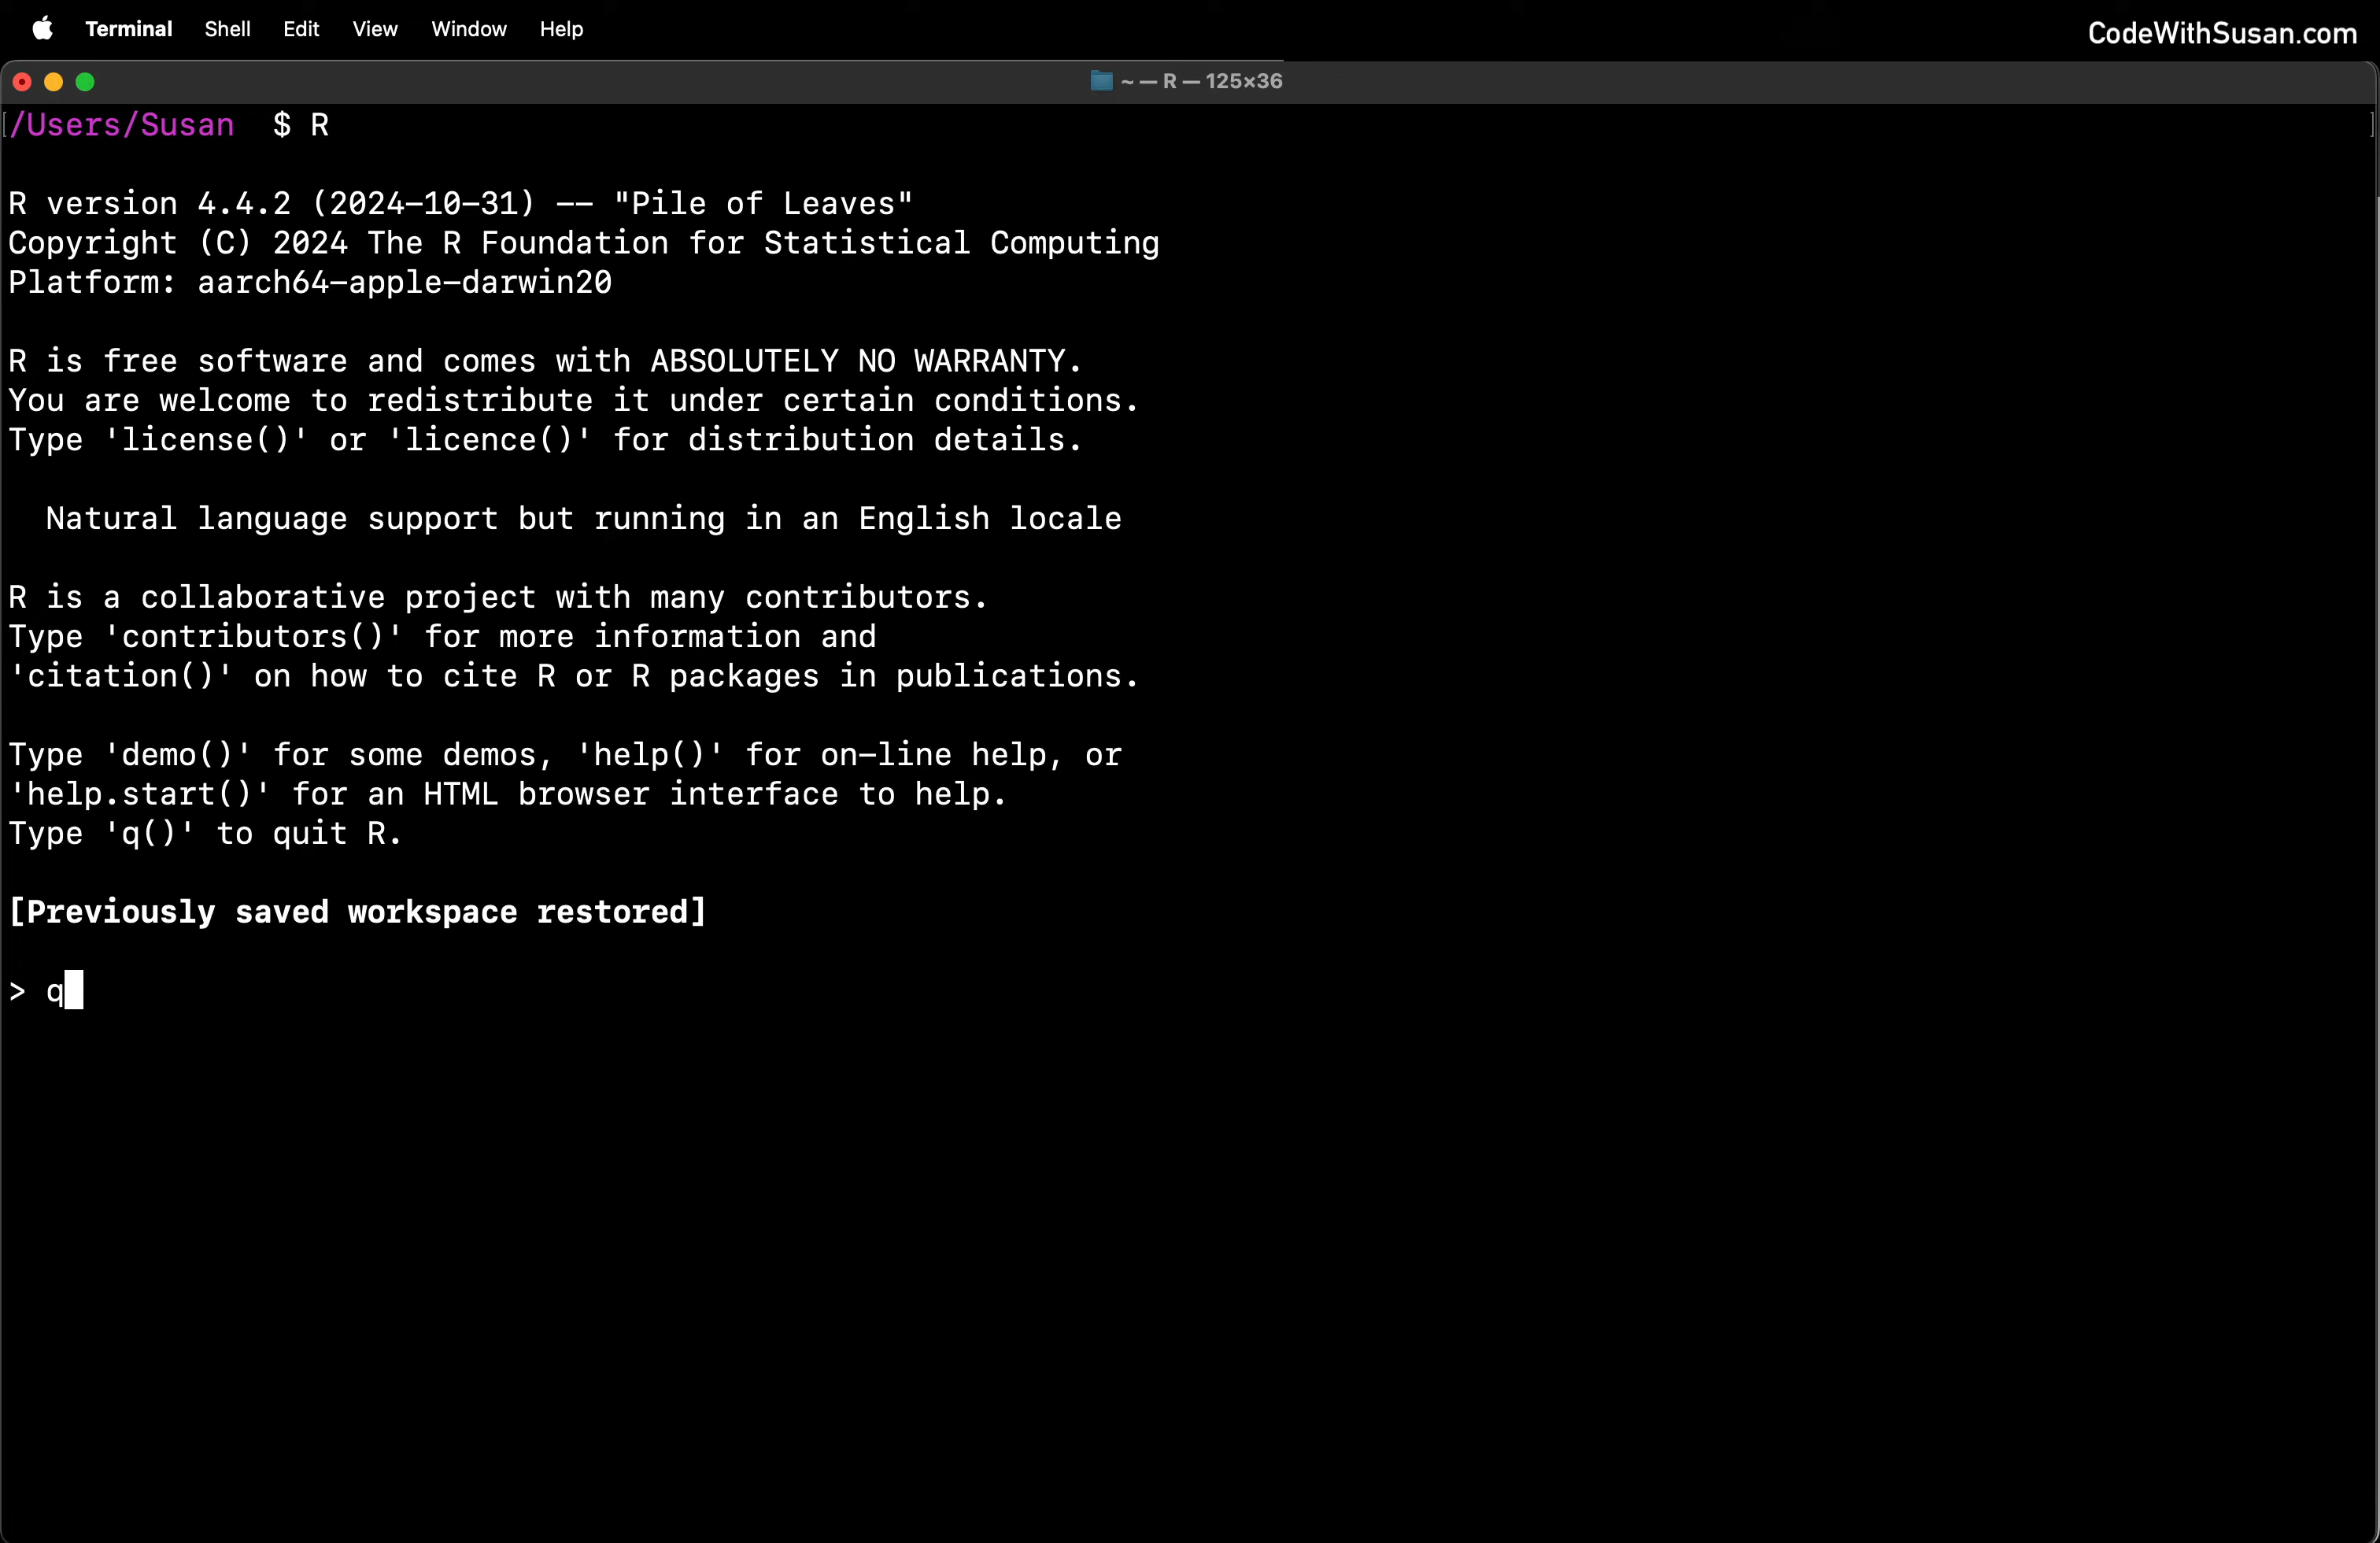 Terminal Shell Edit View Window Help
CodeWithSusan.com
~ — R — 125×36
/Users/Susan $ R
R version 4.4.2 (2024-10-31) -- "Pile of Leaves"
Copyright (C) 2024 The R Foundation for Statistical Computing
Platform: aarch64-apple-darwin20
R is free software and comes with ABSOLUTELY NO WARRANTY.
You are welcome to redistribute it under certain conditions.
Type 'license()' or 'licence()' for distribution details.
Natural language support but running in an English locale
R is a collaborative project with many contributors.
Type 'contributors()' for more information and
'citation()' on how to cite R or R packages in publications.
Type 'demo()' for some demos, 'help()' for on-line help, or
'help.start()' for an HTML browser interface to help.
Type 'q()' to quit R.
[Previously saved workspace restored]
> q